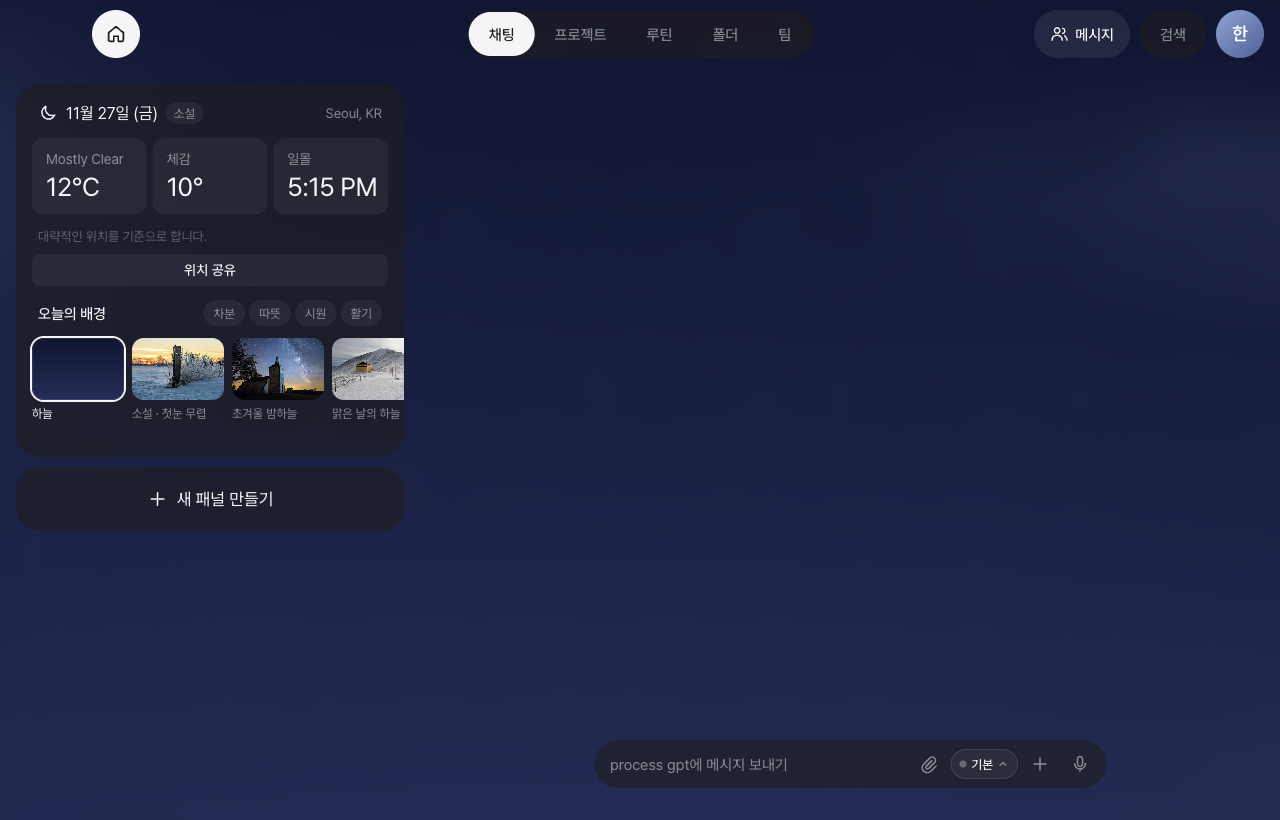 채팅 프로젝트 루틴 폴더 팀 메시지 검색 한
11월 27일 (금) 소설 Seoul, KR
Mostly Clear 체감 일몰
12°C 10° 5:15 PM
대략적인 위치를 기준으로 합니다.
위치 공유
오늘의 배경 차분 따뜻 시원 활기
하늘 소설 · 첫눈 무렵 초겨울 밤하늘 맑은 날의 하늘
새 패널 만들기
process gpt에 메시지 보내기 기본